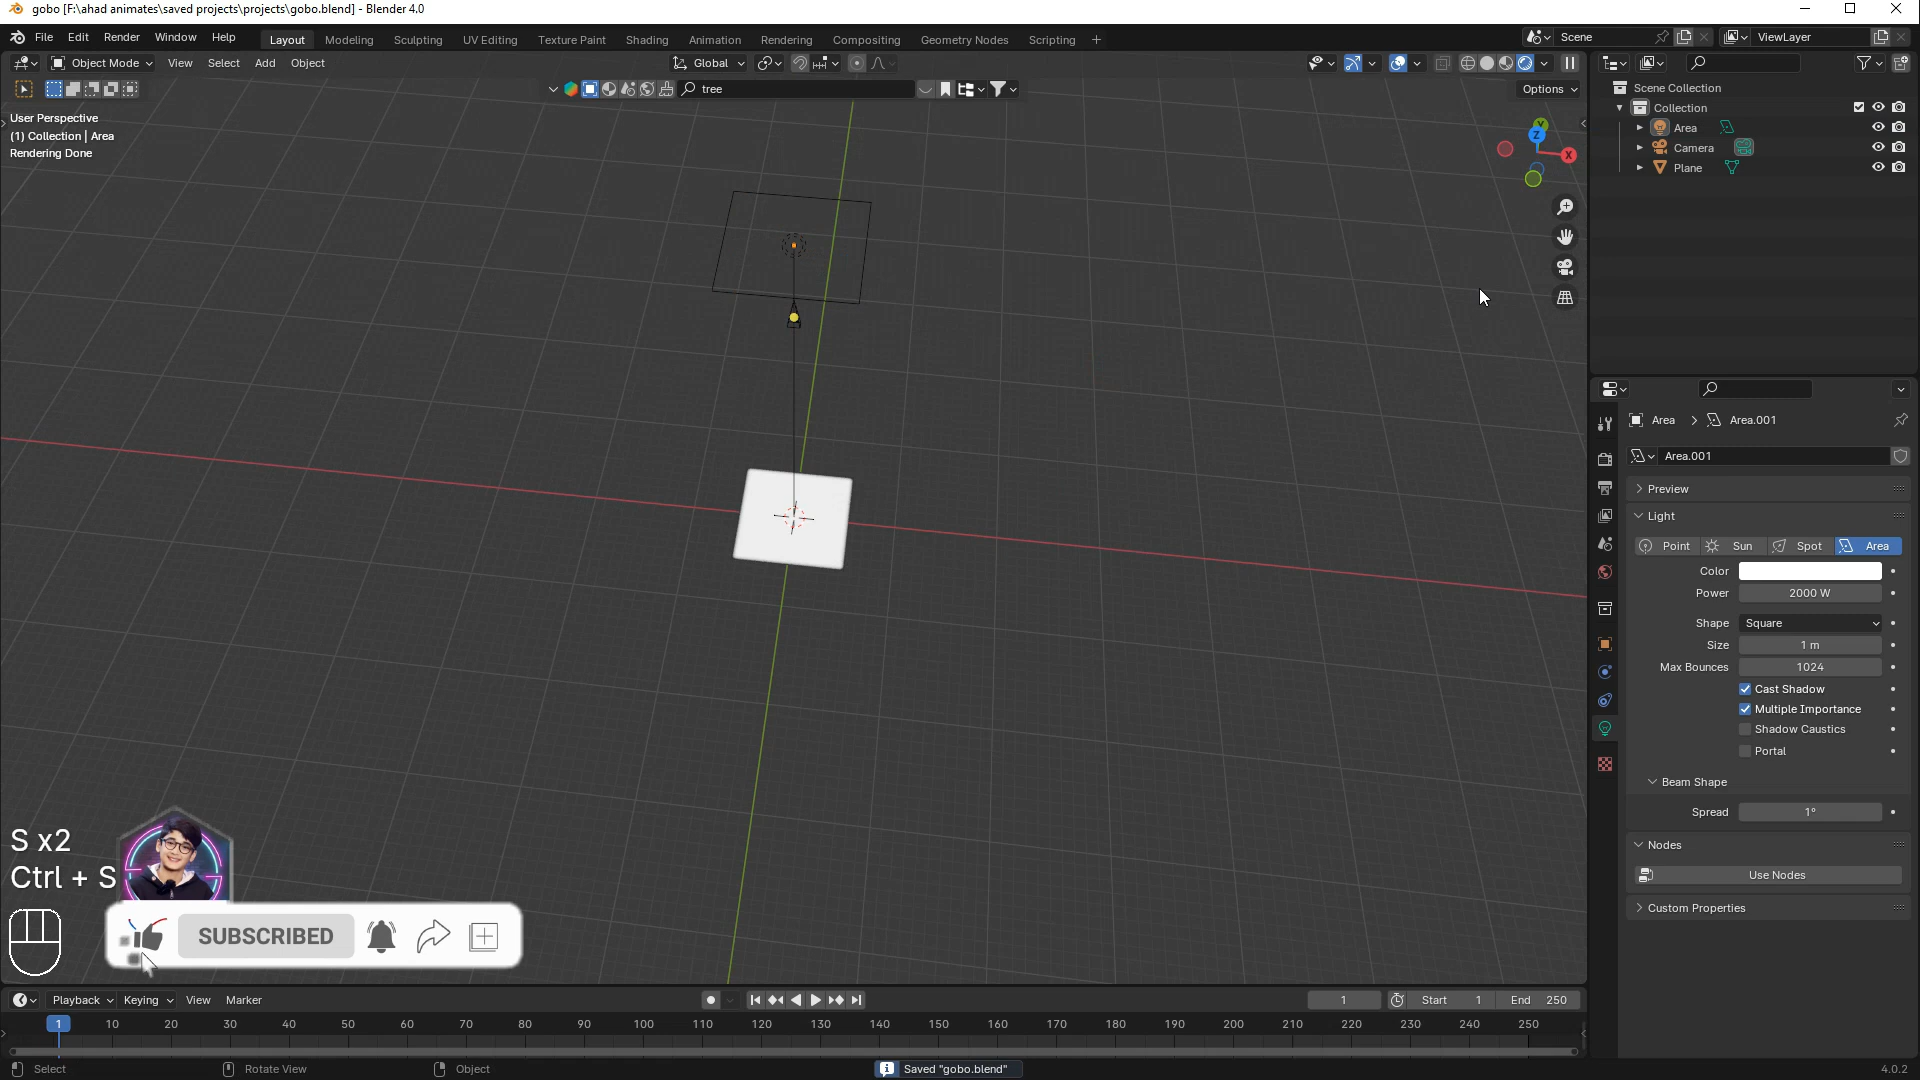 gobo [F:\ahad animates\saved projects\projects\gobo.blend] - Blender 4.0
File Edit Render Window Help
Layout Modeling Sculpting UV Editing Texture Paint Shading Animation Rendering Compositing Geometry Nodes Scripting +
Scene
ViewLayer
Object Mode View Select Add Object
Global
tree
Options
User Perspective
(1) Collection | Area
Rendering Done
Y
Z
X
Scene Collection
Collection
Area
Camera
Plane
Area > Area.001
Area.001
Preview
Light
Point Sun Spot Area
Color
Power 2000 W
Shape Square
Size 1 m
Max Bounces 1024
Cast Shadow
Multiple Importance
Shadow Caustics
Portal
Beam Shape
Spread 1°
Nodes
Use Nodes
Custom Properties
S x2
Ctrl + S
SUBSCRIBED
Playback Keying View Marker
1 Start 1 End 250
1 10 20 30 40 50 60 70 80 90 100 110 120 130 140 150 160 170 180 190 200 210 220 230 240 250
Select Rotate View Object
Saved "gobo.blend"
4.0.2